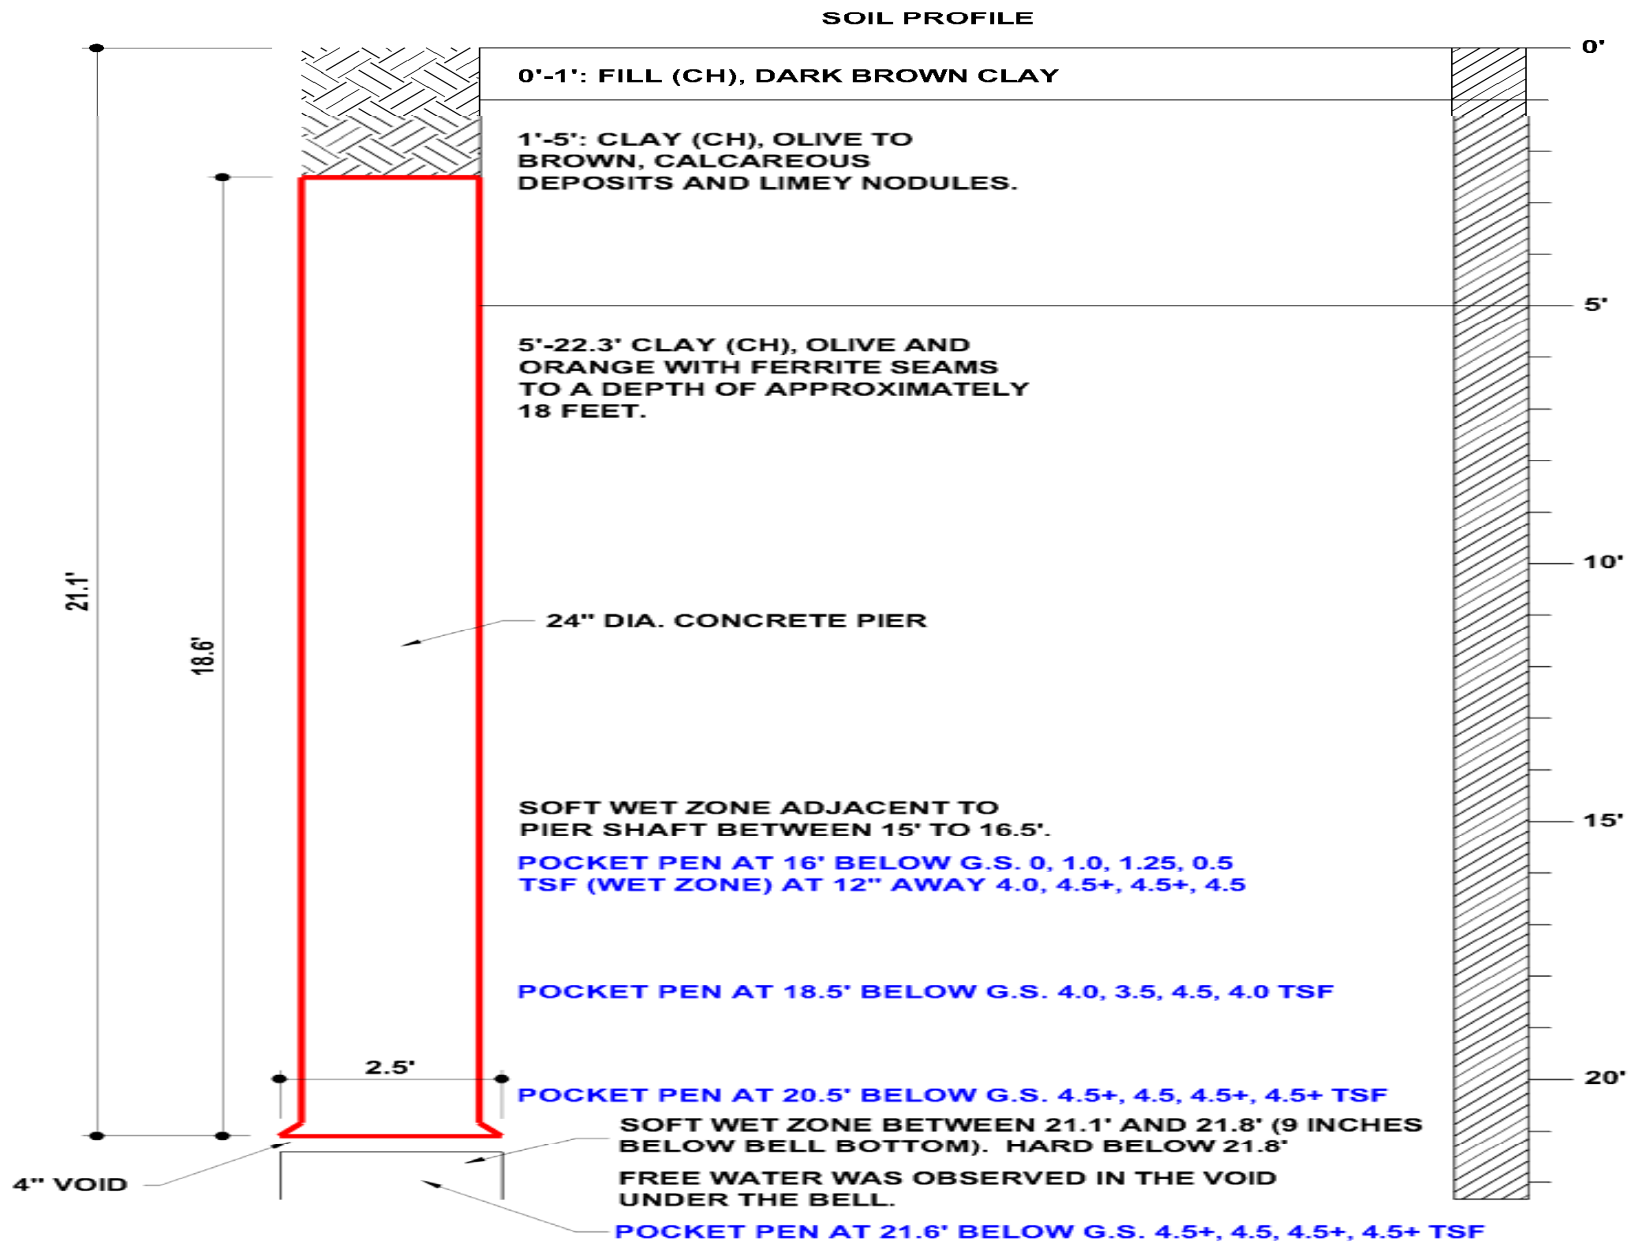 SOIL PROFILE
0'
0'-1': FILL (CH), DARK BROWN CLAY
1'-5': CLAY (CH), OLIVE TO
BROWN, CALCAREOUS
DEPOSITS AND LIMEY NODULES.
5'
5'-22.3' CLAY (CH), OLIVE AND
ORANGE WITH FERRITE SEAMS
TO A DEPTH OF APPROXIMATELY
18 FEET.
10'
21.1'
18.6'
24" DIA. CONCRETE PIER
SOFT WET ZONE ADJACENT TO
PIER SHAFT BETWEEN 15' TO 16.5'.
15'
POCKET PEN AT 16' BELOW G.S. 0, 1.0, 1.25, 0.5
TSF (WET ZONE) AT 12" AWAY 4.0, 4.5+, 4.5+, 4.5
POCKET PEN AT 18.5' BELOW G.S. 4.0, 3.5, 4.5, 4.0 TSF
2.5'
20'
POCKET PEN AT 20.5' BELOW G.S. 4.5+, 4.5, 4.5+, 4.5+ TSF
SOFT WET ZONE BETWEEN 21.1' AND 21.8' (9 INCHES
BELOW BELL BOTTOM). HARD BELOW 21.8'
4" VOID
FREE WATER WAS OBSERVED IN THE VOID
UNDER THE BELL.
POCKET PEN AT 21.6' BELOW G.S. 4.5+, 4.5, 4.5+, 4.5+ TSF